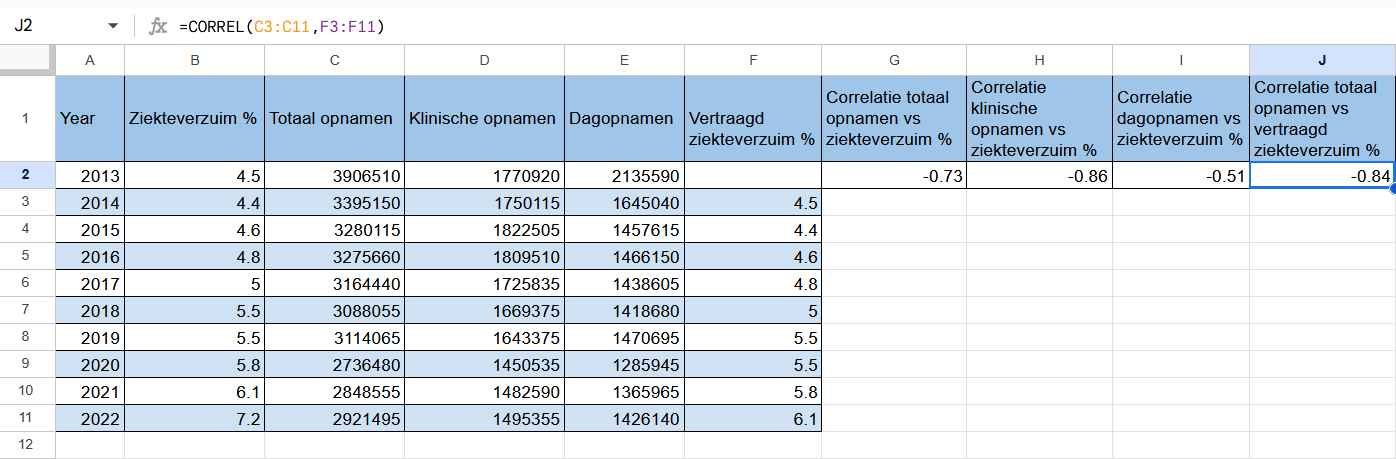 J2 fx =CORREL(C3:C11,F3:F11)
A B C D E F G H I J
1 Year Ziekteverzuim % Totaal opnamen Klinische opnamen Dagopnamen Vertraagd ziekteverzuim % Correlatie totaal opnamen vs ziekteverzuim % Correlatie klinische opnamen vs ziekteverzuim % Correlatie dagopnamen vs ziekteverzuim % Correlatie totaal opnamen vs vertraagd ziekteverzuim %
2 2013 4.5 3906510 1770920 2135590 -0.73 -0.86 -0.51 -0.84
3 2014 4.4 3395150 1750115 1645040 4.5
4 2015 4.6 3280115 1822505 1457615 4.4
5 2016 4.8 3275660 1809510 1466150 4.6
6 2017 5 3164440 1725835 1438605 4.8
7 2018 5.5 3088055 1669375 1418680 5
8 2019 5.5 3114065 1643375 1470695 5.5
9 2020 5.8 2736480 1450535 1285945 5.5
10 2021 6.1 2848555 1482590 1365965 5.8
11 2022 7.2 2921495 1495355 1426140 6.1
12